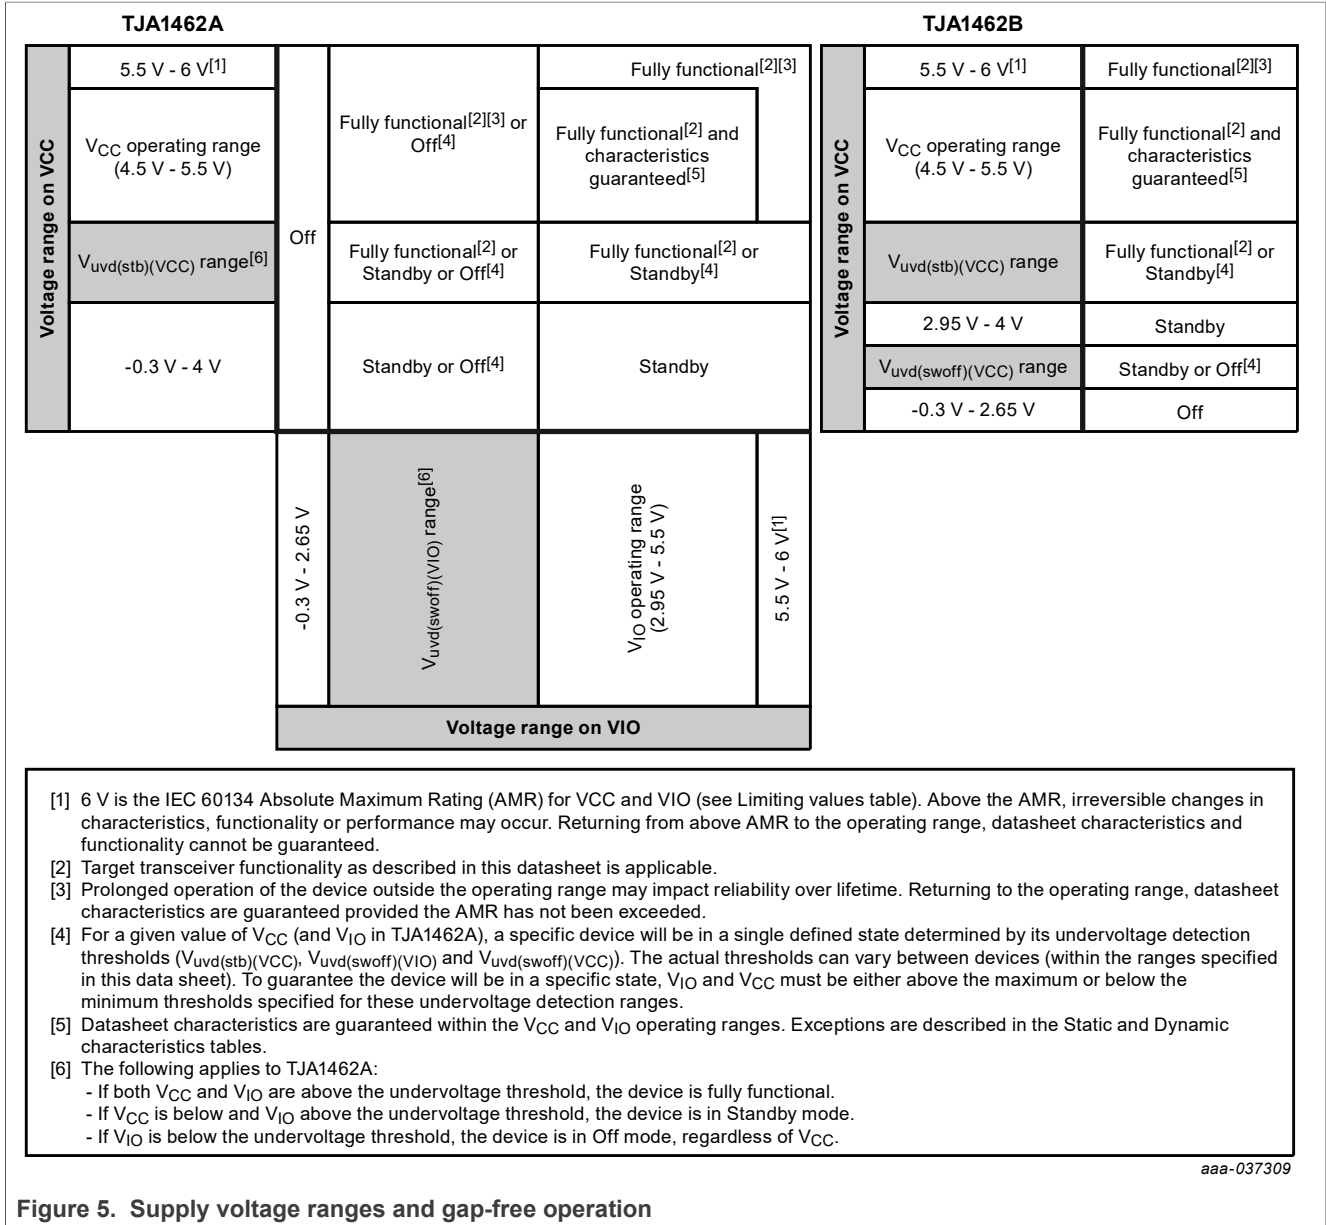 TJA1462A
TJA1462B
Voltage range on VCC
5.5 V - 6 V[1]
VCC operating range
(4.5 V - 5.5 V)
Vuvd(stb)(VCC) range[6]
-0.3 V - 4 V
Off
Fully functional[2][3] or
Off[4]
Fully functional[2][3]
Fully functional[2] and
characteristics
guaranteed[5]
Fully functional[2] or
Standby or Off[4]
Fully functional[2] or
Standby[4]
Standby or Off[4]
Standby
-0.3 V - 2.65 V
Vuvd(swoff)(VIO) range[6]
VIO operating range
(2.95 V - 5.5 V)
5.5 V - 6 V[1]
Voltage range on VIO
Voltage range on VCC
5.5 V - 6 V[1]
Fully functional[2][3]
VCC operating range
(4.5 V - 5.5 V)
Fully functional[2] and
characteristics
guaranteed[5]
Vuvd(stb)(VCC) range
Fully functional[2] or
Standby[4]
2.95 V - 4 V
Standby
Vuvd(swoff)(VCC) range
Standby or Off[4]
-0.3 V - 2.65 V
Off
[1] 6 V is the IEC 60134 Absolute Maximum Rating (AMR) for VCC and VIO (see Limiting values table). Above the AMR, irreversible changes in
characteristics, functionality or performance may occur. Returning from above AMR to the operating range, datasheet characteristics and
functionality cannot be guaranteed.
[2] Target transceiver functionality as described in this datasheet is applicable.
[3] Prolonged operation of the device outside the operating range may impact reliability over lifetime. Returning to the operating range, datasheet
characteristics are guaranteed provided the AMR has not been exceeded.
[4] For a given value of VCC (and VIO in TJA1462A), a specific device will be in a single defined state determined by its undervoltage detection
thresholds (Vuvd(stb)(VCC), Vuvd(swoff)(VIO) and Vuvd(swoff)(VCC)). The actual thresholds can vary between devices (within the ranges specified
in this data sheet). To guarantee the device will be in a specific state, VIO and VCC must be either above the maximum or below the
minimum thresholds specified for these undervoltage detection ranges.
[5] Datasheet characteristics are guaranteed within the VCC and VIO operating ranges. Exceptions are described in the Static and Dynamic
characteristics tables.
[6] The following applies to TJA1462A:
- If both VCC and VIO are above the undervoltage threshold, the device is fully functional.
- If VCC is below and VIO above the undervoltage threshold, the device is in Standby mode.
- If VIO is below the undervoltage threshold, the device is in Off mode, regardless of VCC.
aaa-037309
Figure 5. Supply voltage ranges and gap-free operation